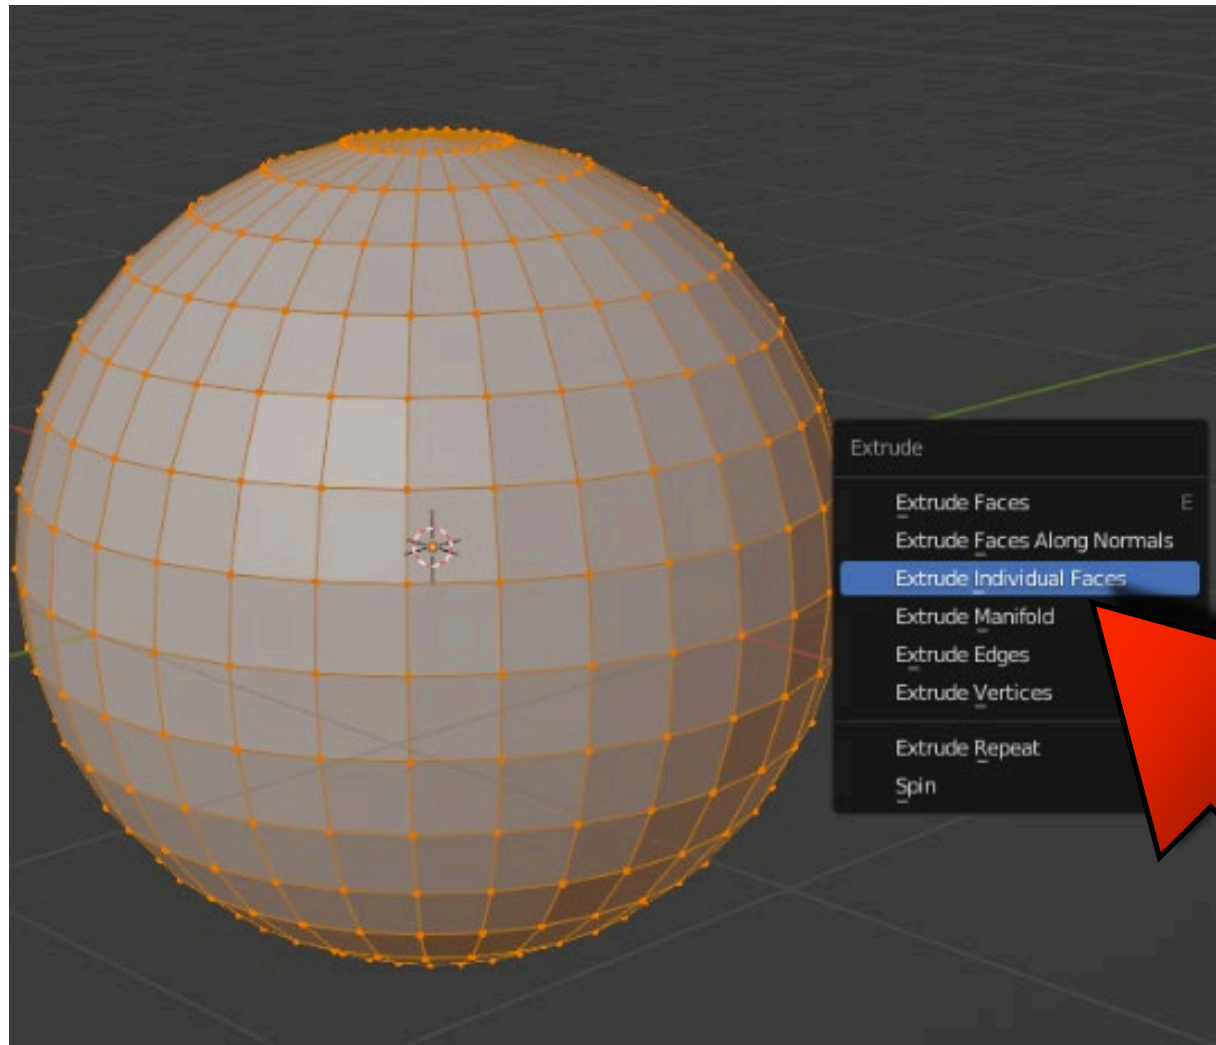 Extrude
Extrude Faces E
Extrude Faces Along Normals
Extrude Individual Faces
Extrude Manifold
Extrude Edges
Extrude Vertices
Extrude Repeat
Spin